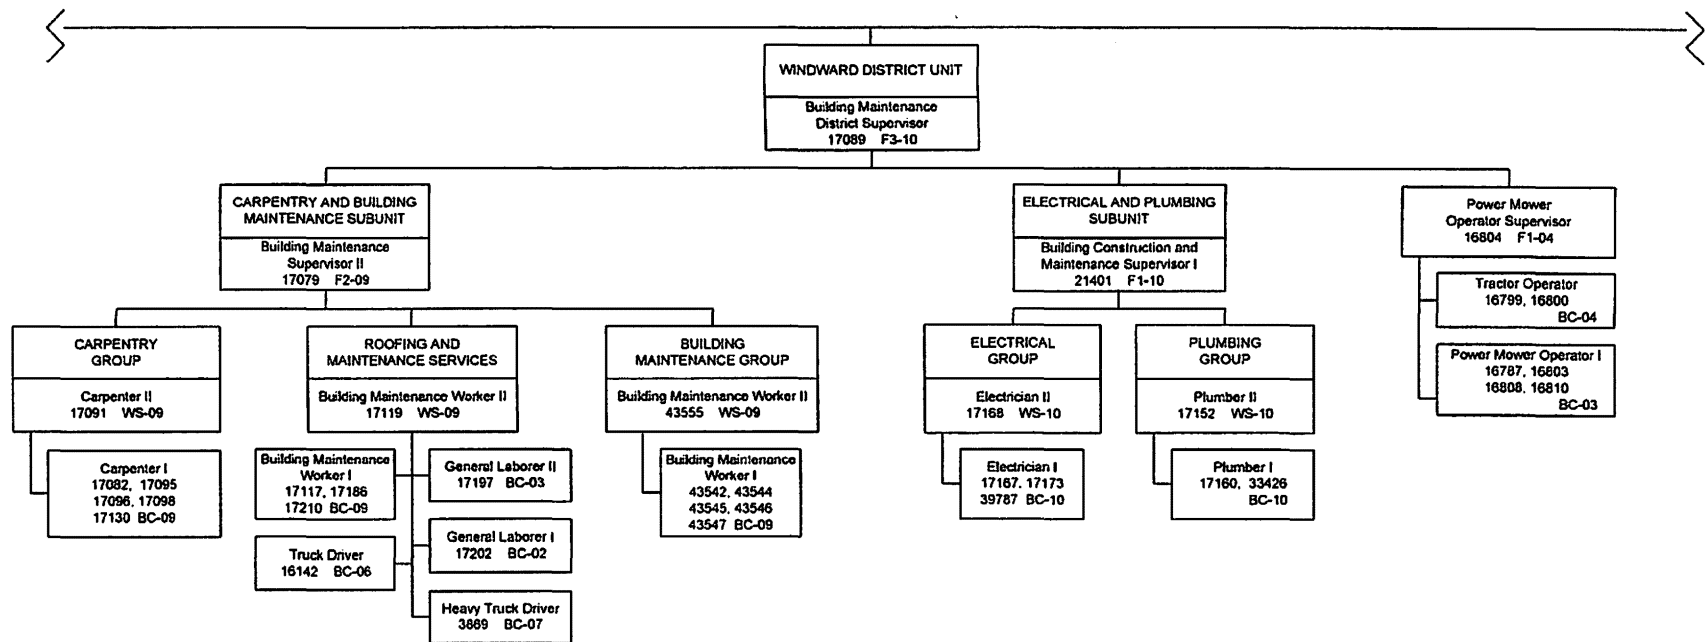 WINDWARD DISTRICT UNIT
Building Maintenance
District Supervisor
17089 F3-10
CARPENTRY AND BUILDING
MAINTENANCE SUBUNIT
Building Maintenance
Supervisor II
17079 F2-09
ELECTRICAL AND PLUMBING
SUBUNIT
Building Construction and
Maintenance Supervisor I
21401 F1-10
Power Mower
Operator Supervisor
16804 F1-04
Tractor Operator
16799, 16800
BC-04
Power Mower Operator I
16787, 16803
16808, 16810
BC-03
CARPENTRY
GROUP
Carpenter II
17091 WS-09
Carpenter I
17082, 17095
17096, 17098
17130 BC-09
ROOFING AND
MAINTENANCE SERVICES
Building Maintenance Worker II
17119 WS-09
Building Maintenance
Worker I
17117, 17186
17210 BC-09
General Laborer II
17197 BC-03
Truck Driver
16142 BC-06
General Laborer I
17202 BC-02
Heavy Truck Driver
3869 BC-07
BUILDING
MAINTENANCE GROUP
Building Maintenance Worker II
43555 WS-09
Building Maintenance
Worker I
43542, 43544
43545, 43546
43547 BC-09
ELECTRICAL
GROUP
Electrician II
17168 WS-10
Electrician I
17167, 17173
39787 BC-10
PLUMBING
GROUP
Plumber II
17152 WS-10
Plumber I
17160, 33426
BC-10